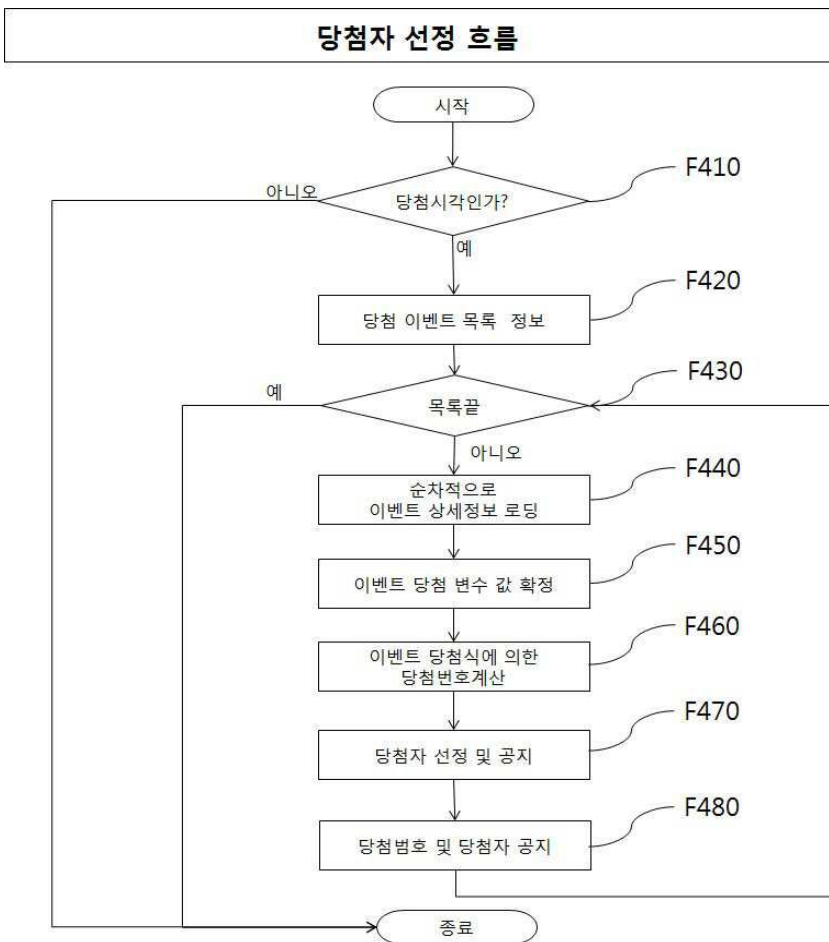 당첨자 선정 흐름
시작
F410
아니오
당첨시각인가?
예
F420
당첨 이벤트 목록 정보
F430
예
목록끝
아니오
F440
순차적으로
이벤트 상세정보 로딩
F450
이벤트 당첨 변수 값 확정
F460
이벤트 당첨식에 의한
당첨번호계산
F470
당첨자 선정 및 공지
F480
당첨번호 및 당첨자 공지
종료